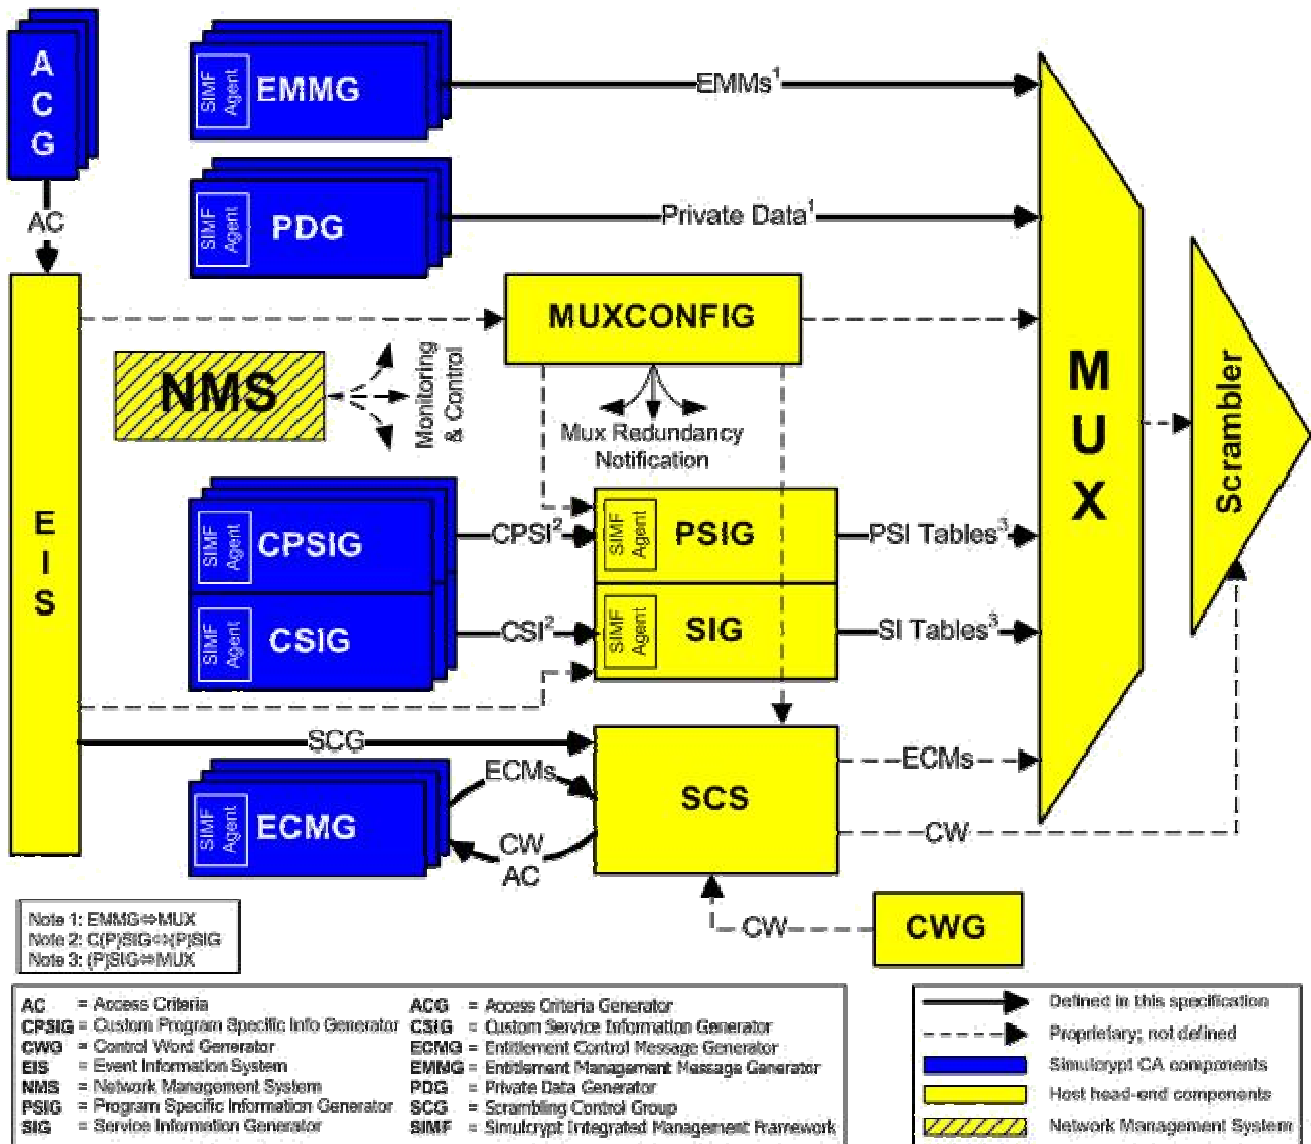 A
C
G
AC
SIMF
Agent
EMMG
EMMs¹
SIMF
Agent
PDG
Private Data¹
MUXCONFIG
NMS
Monitoring
& Control
Mux Redundancy
Notification
E
I
S
SIMF
Agent
CPSIG
CPSI²
SIMF
Agent
PSIG
PSI Tables³
SIMF
Agent
CSIG
CSI²
SIMF
Agent
SIG
SI Tables³
M
U
X
Scrambler
SCG
SIMF
Agent
ECMG
ECMs
CW
AC
SCS
ECMs
CW
CW
CWG
Note 1: EMMG⇔MUX
Note 2: C(P)SIG⇔(P)SIG
Note 3: (P)SIG⇔MUX
AC = Access Criteria
CPSIG = Custom Program Specific Info Generator
CWG = Control Word Generator
EIS = Event Information System
NMS = Network Management System
PSIG = Program Specific Information Generator
SIG = Service Information Generator
ACG = Access Criteria Generator
CSIG = Custom Service Information Generator
ECMG = Entitlement Control Message Generator
EMMG = Entitlement Management Message Generator
PDG = Private Data Generator
SCG = Scrambling Control Group
SIMF = Simulcrypt Integrated Management Framework
Defined in this specification
Proprietary; not defined
Simulcrypt CA components
Host head-end components
Network Management System